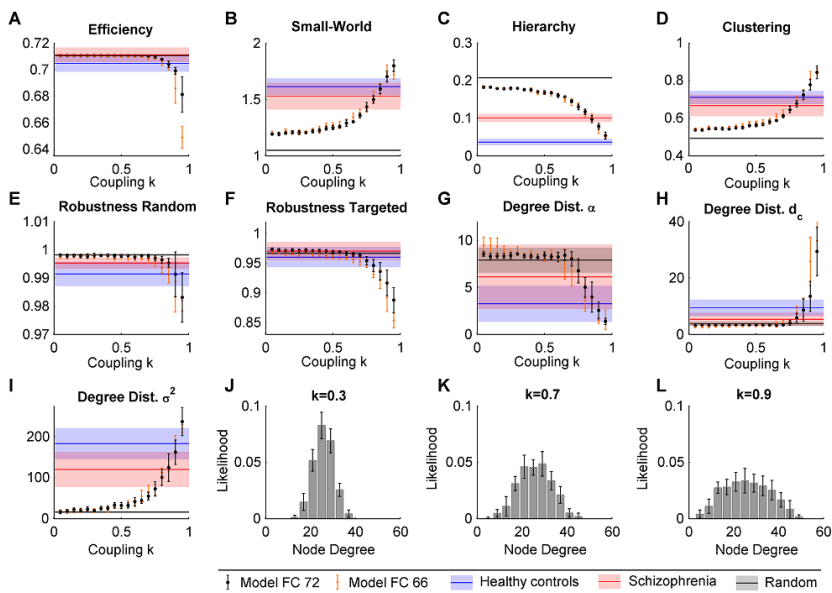 A Efficiency
0.72
0.7
0.68
0.66
0.64
0 0.5 1
Coupling k
B Small-World
2
1.5
1
0 0.5 1
Coupling k
C Hierarchy
0.3
0.2
0.1
0
0 0.5 1
Coupling k
D Clustering
1
0.8
0.6
0.4
0 0.5 1
Coupling k
E Robustness Random
1.01
1
0.99
0.98
0.97
0 0.5 1
Coupling k
F Robustness Targeted
1
0.95
0.9
0.85
0 0.5 1
Coupling k
G Degree Dist. α
10
5
0
0 0.5 1
Coupling k
H Degree Dist. d_c
40
20
0
0 0.5 1
Coupling k
I Degree Dist. σ²
200
100
0
0 0.5 1
Coupling k
J k=0.3
Likelihood
0.1
0.05
0
0 20 40 60
Node Degree
K k=0.7
Likelihood
0.1
0.05
0
0 20 40 60
Node Degree
L k=0.9
Likelihood
0.1
0.05
0
0 20 40 60
Node Degree
Model FC 72 Model FC 66 Healthy controls Schizophrenia Random